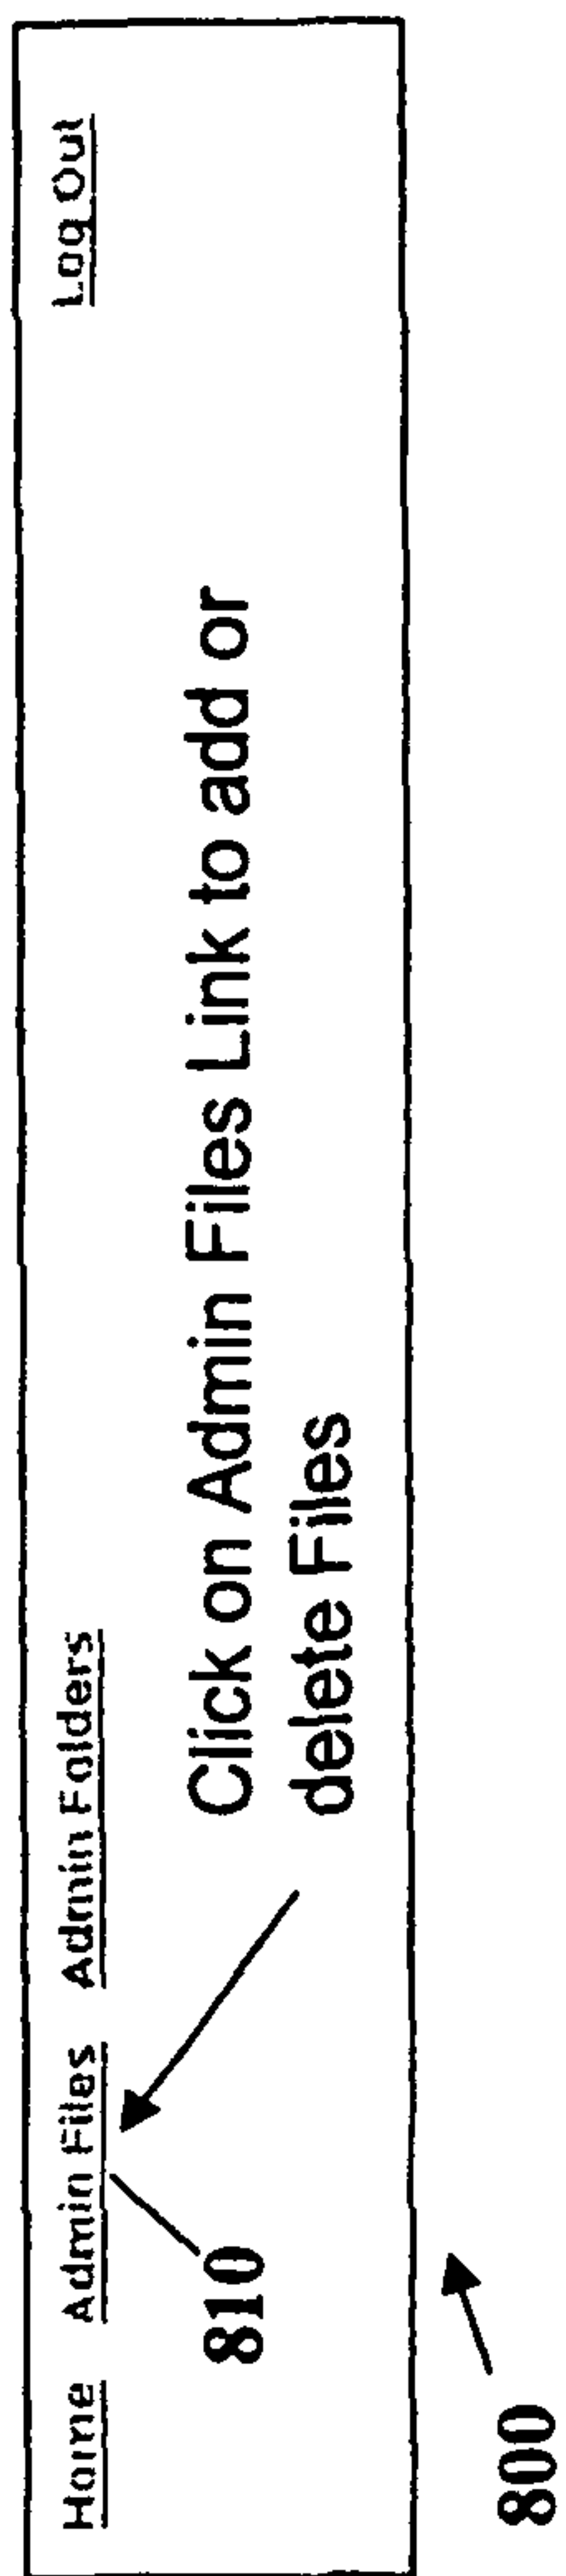 Home Admin Files Admin Folders Log Out
Click on Admin Files Link to add or
delete Files
810
800